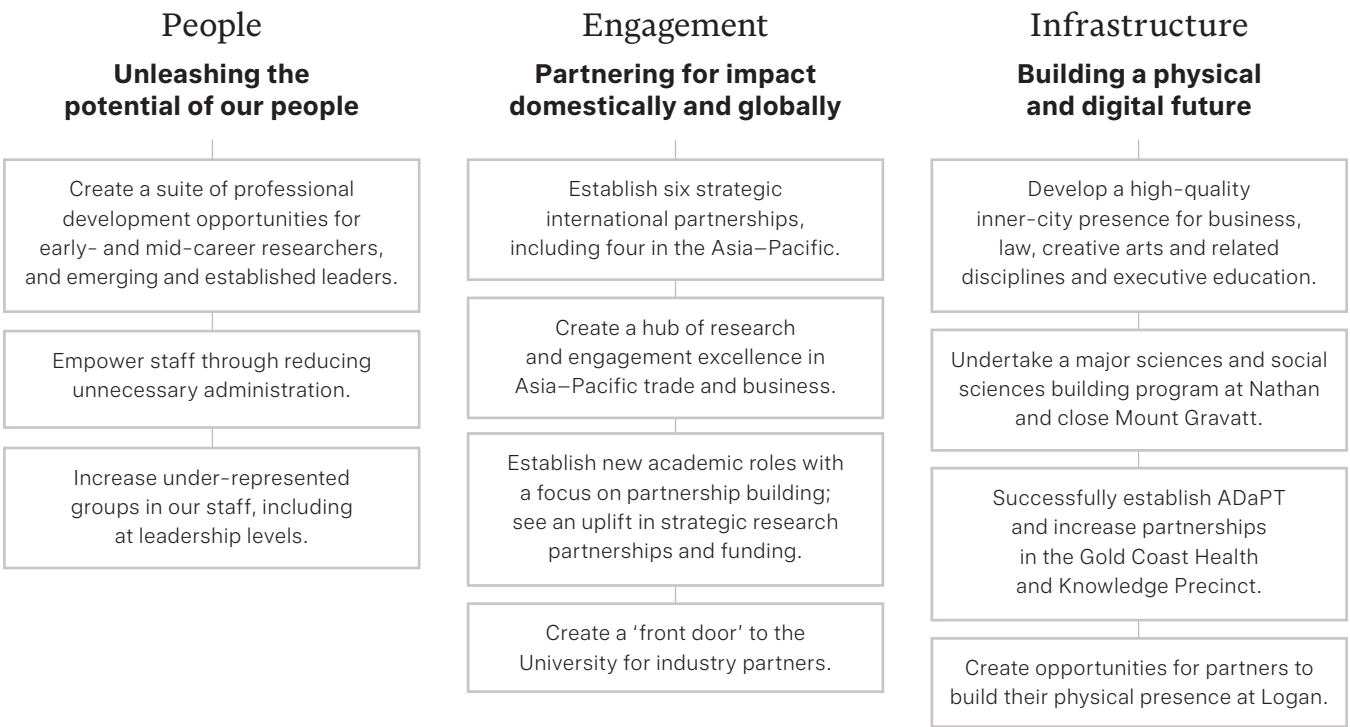 People
Unleashing the
potential of our people
Create a suite of professional
development opportunities for
early- and mid-career researchers,
and emerging and established leaders.
Empower staff through reducing
unnecessary administration.
Increase under-represented
groups in our staff, including
at leadership levels.
Engagement
Partnering for impact
domestically and globally
Establish six strategic
international partnerships,
including four in the Asia–Pacific.
Create a hub of research
and engagement excellence in
Asia–Pacific trade and business.
Establish new academic roles with
a focus on partnership building;
see an uplift in strategic research
partnerships and funding.
Create a ‘front door’ to the
University for industry partners.
Infrastructure
Building a physical
and digital future
Develop a high-quality
inner-city presence for business,
law, creative arts and related
disciplines and executive education.
Undertake a major sciences and social
sciences building program at Nathan
and close Mount Gravatt.
Successfully establish ADaPT
and increase partnerships
in the Gold Coast Health
and Knowledge Precinct.
Create opportunities for partners to
build their physical presence at Logan.